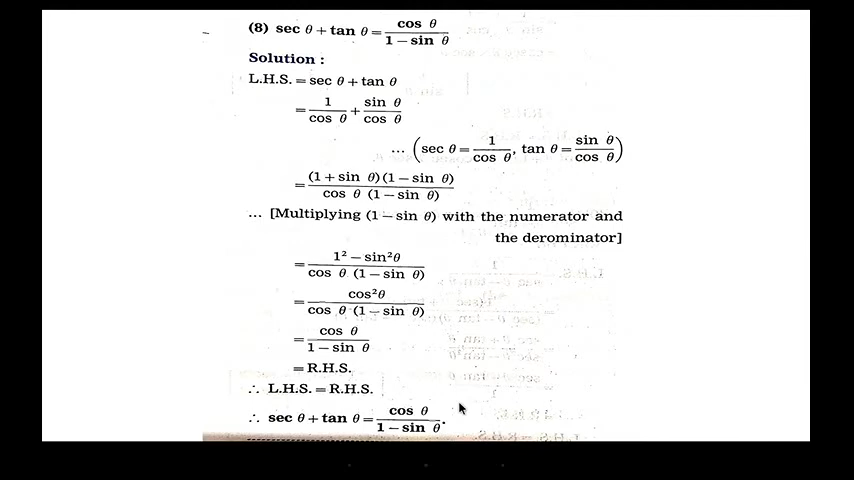 (8) sec θ + tan θ = cos θ / 1 − sin θ
Solution :
L.H.S. = sec θ + tan θ
= 1 / cos θ + sin θ / cos θ
... (sec θ = 1 / cos θ, tan θ = sin θ / cos θ)
= (1 + sin θ) (1 − sin θ) / cos θ (1 − sin θ)
... [Multiplying (1 − sin θ) with the numerator and
the derominator]
= 1² − sin²θ / cos θ (1 − sin θ)
= cos²θ / cos θ (1 − sin θ)
= cos θ / 1 − sin θ
= R.H.S.
∴ L.H.S. = R.H.S.
∴ sec θ + tan θ = cos θ / 1 − sin θ.